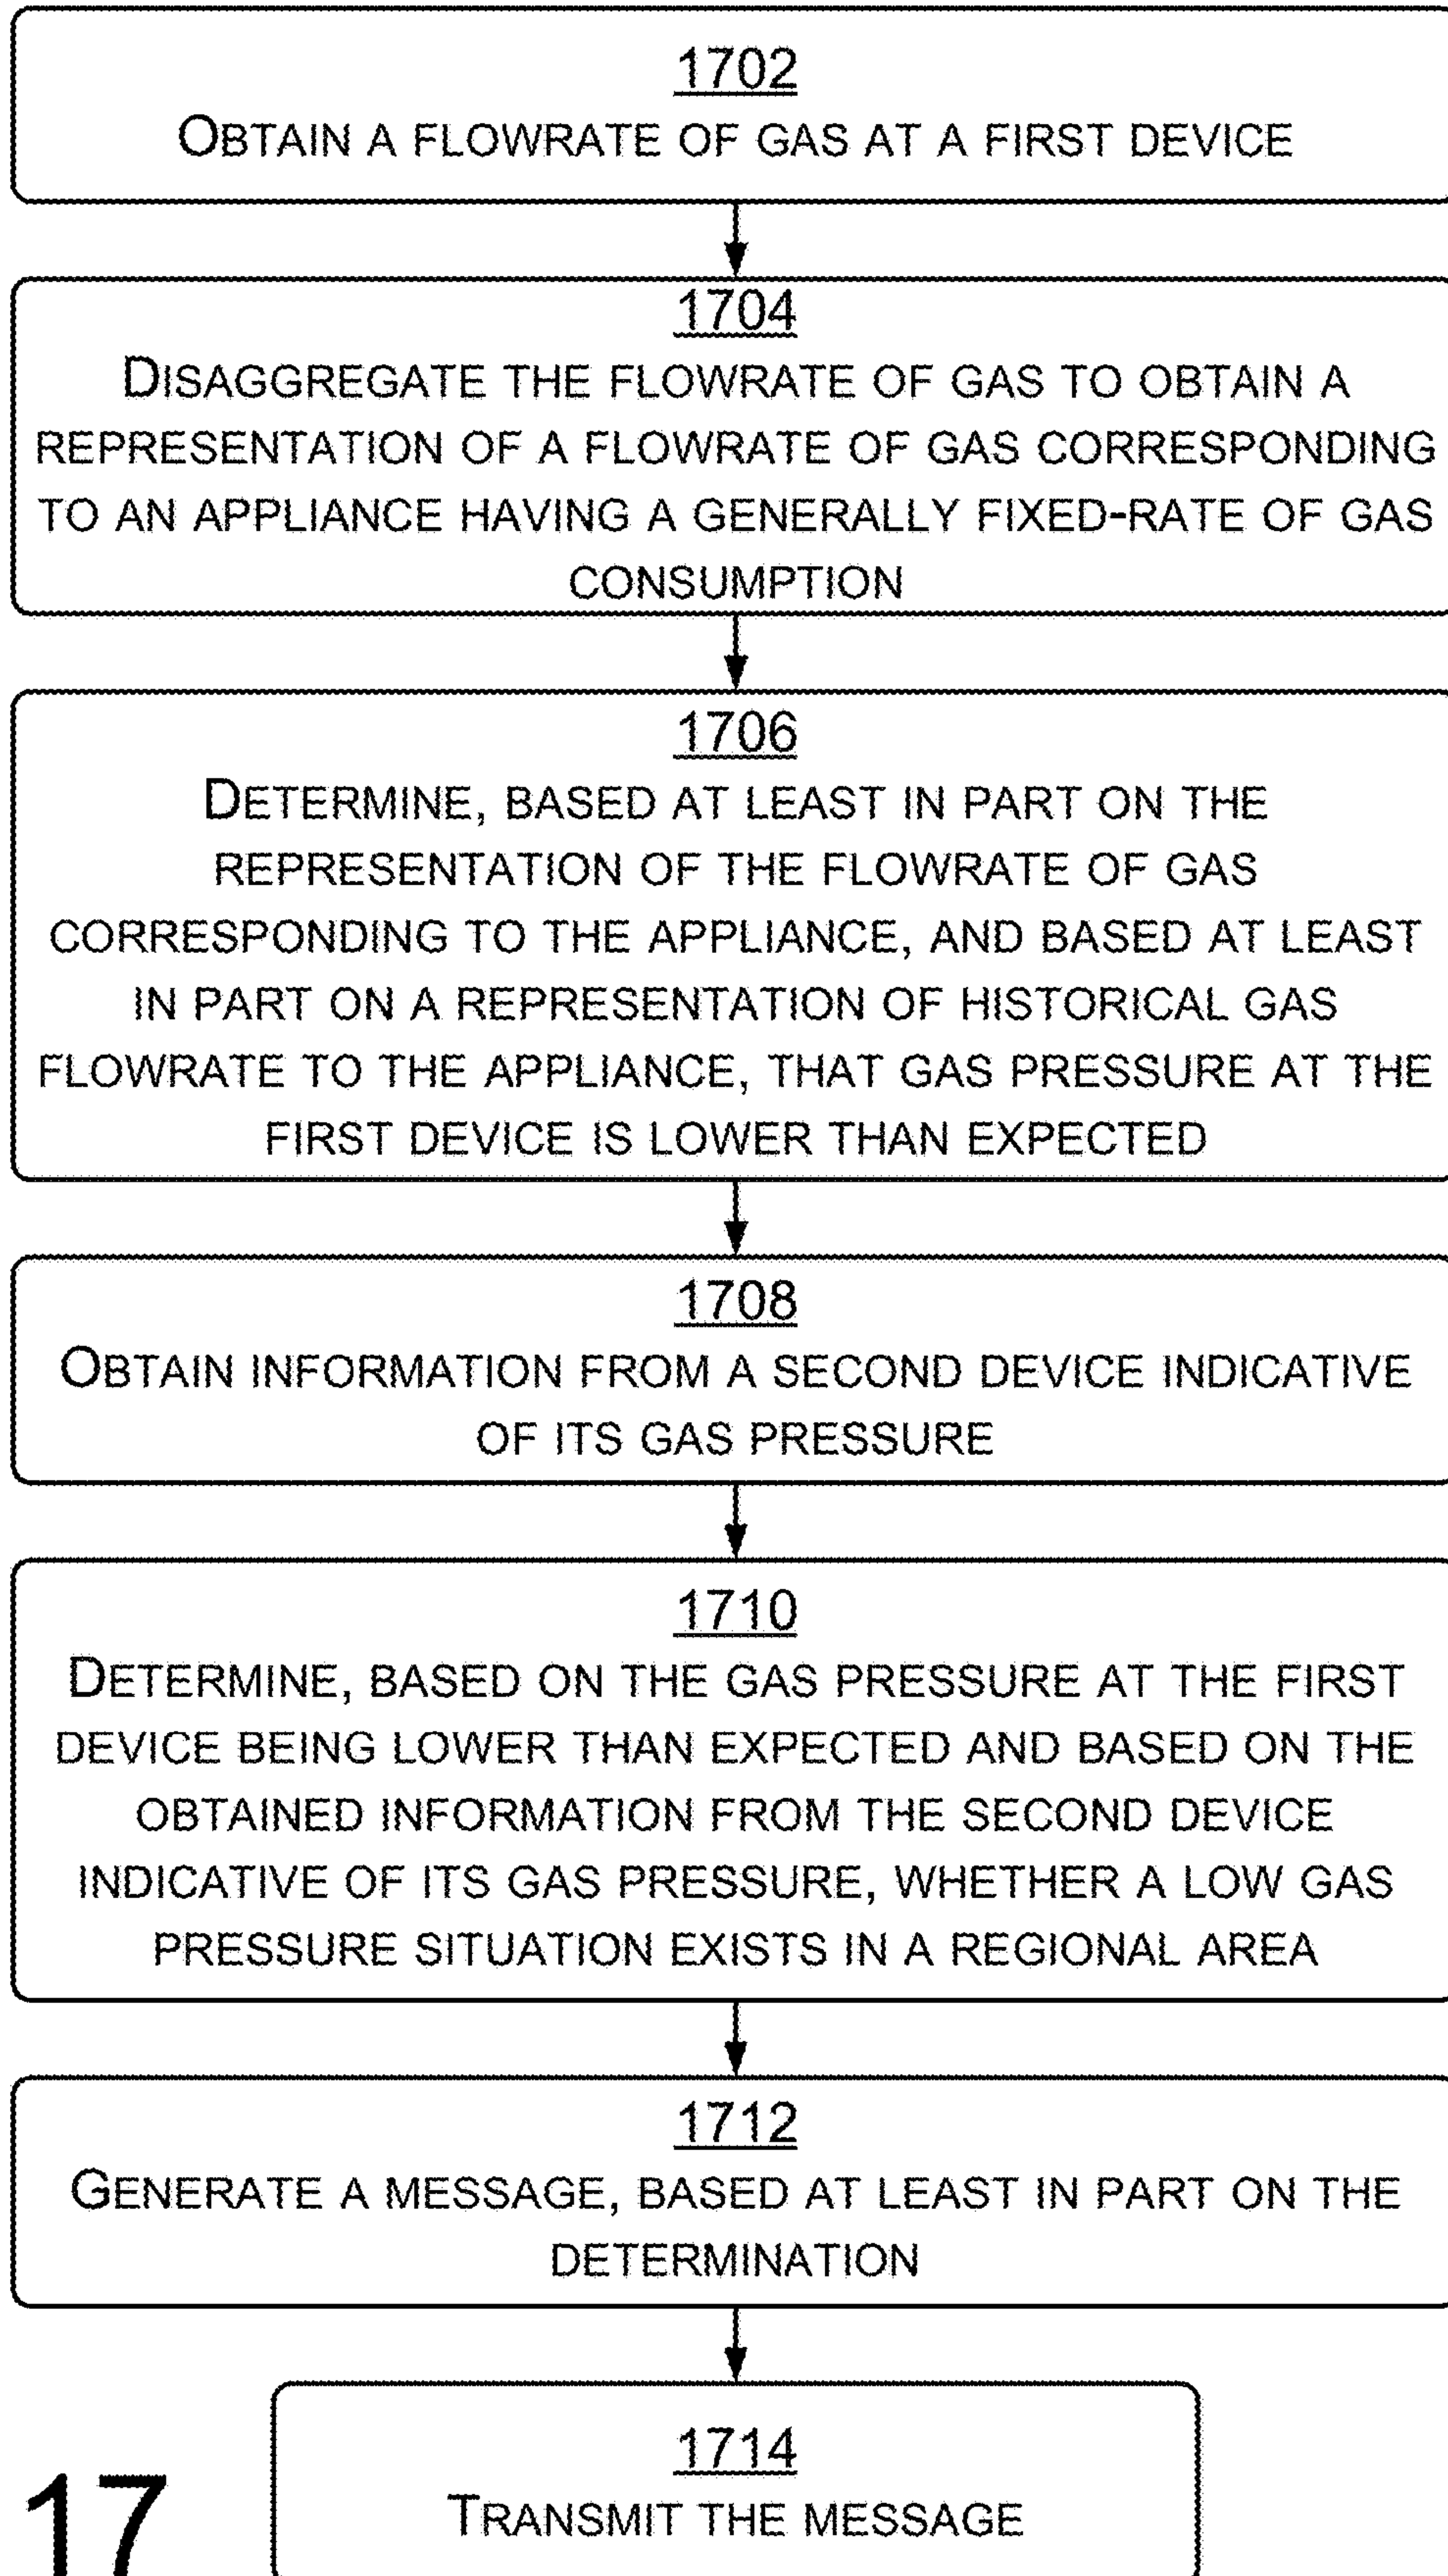 1702
OBTAIN A FLOWRATE OF GAS AT A FIRST DEVICE
1704
DISAGGREGATE THE FLOWRATE OF GAS TO OBTAIN A
REPRESENTATION OF A FLOWRATE OF GAS CORRESPONDING
TO AN APPLIANCE HAVING A GENERALLY FIXED-RATE OF GAS
CONSUMPTION
1706
DETERMINE, BASED AT LEAST IN PART ON THE
REPRESENTATION OF THE FLOWRATE OF GAS
CORRESPONDING TO THE APPLIANCE, AND BASED AT LEAST
IN PART ON A REPRESENTATION OF HISTORICAL GAS
FLOWRATE TO THE APPLIANCE, THAT GAS PRESSURE AT THE
FIRST DEVICE IS LOWER THAN EXPECTED
1708
OBTAIN INFORMATION FROM A SECOND DEVICE INDICATIVE
OF ITS GAS PRESSURE
1710
DETERMINE, BASED ON THE GAS PRESSURE AT THE FIRST
DEVICE BEING LOWER THAN EXPECTED AND BASED ON THE
OBTAINED INFORMATION FROM THE SECOND DEVICE
INDICATIVE OF ITS GAS PRESSURE, WHETHER A LOW GAS
PRESSURE SITUATION EXISTS IN A REGIONAL AREA
1712
GENERATE A MESSAGE, BASED AT LEAST IN PART ON THE
DETERMINATION
1714
TRANSMIT THE MESSAGE
17